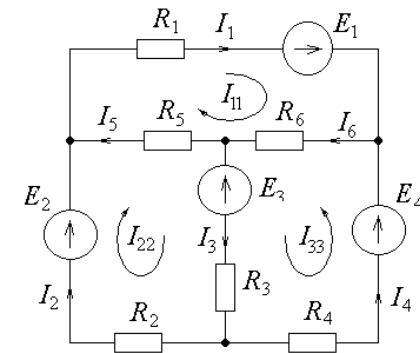 R₁ I₁ E₁
I₁₁
I₅ R₅ R₆ I₆
E₂ E₃ E₄
I₂₂ I₃ I₃₃
R₃
I₂ R₂ R₄ I₄